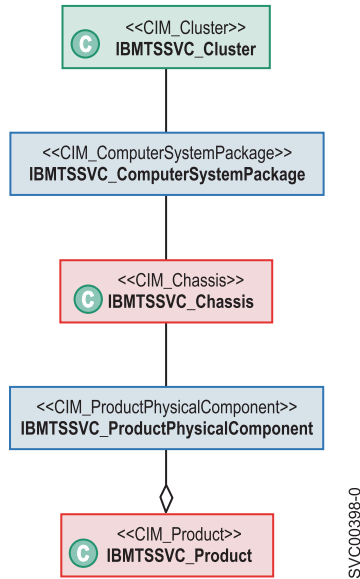 <<CIM_Cluster>>
C
IBMTSSVC_Cluster
<<CIM_ComputerSystemPackage>>
IBMTSSVC_ComputerSystemPackage
<<CIM_Chassis>>
C
IBMTSSVC_Chassis
<<CIM_ProductPhysicalComponent>>
IBMTSSVC_ProductPhysicalComponent
<<CIM_Product>>
C
IBMTSSVC_Product
SVC00398-0